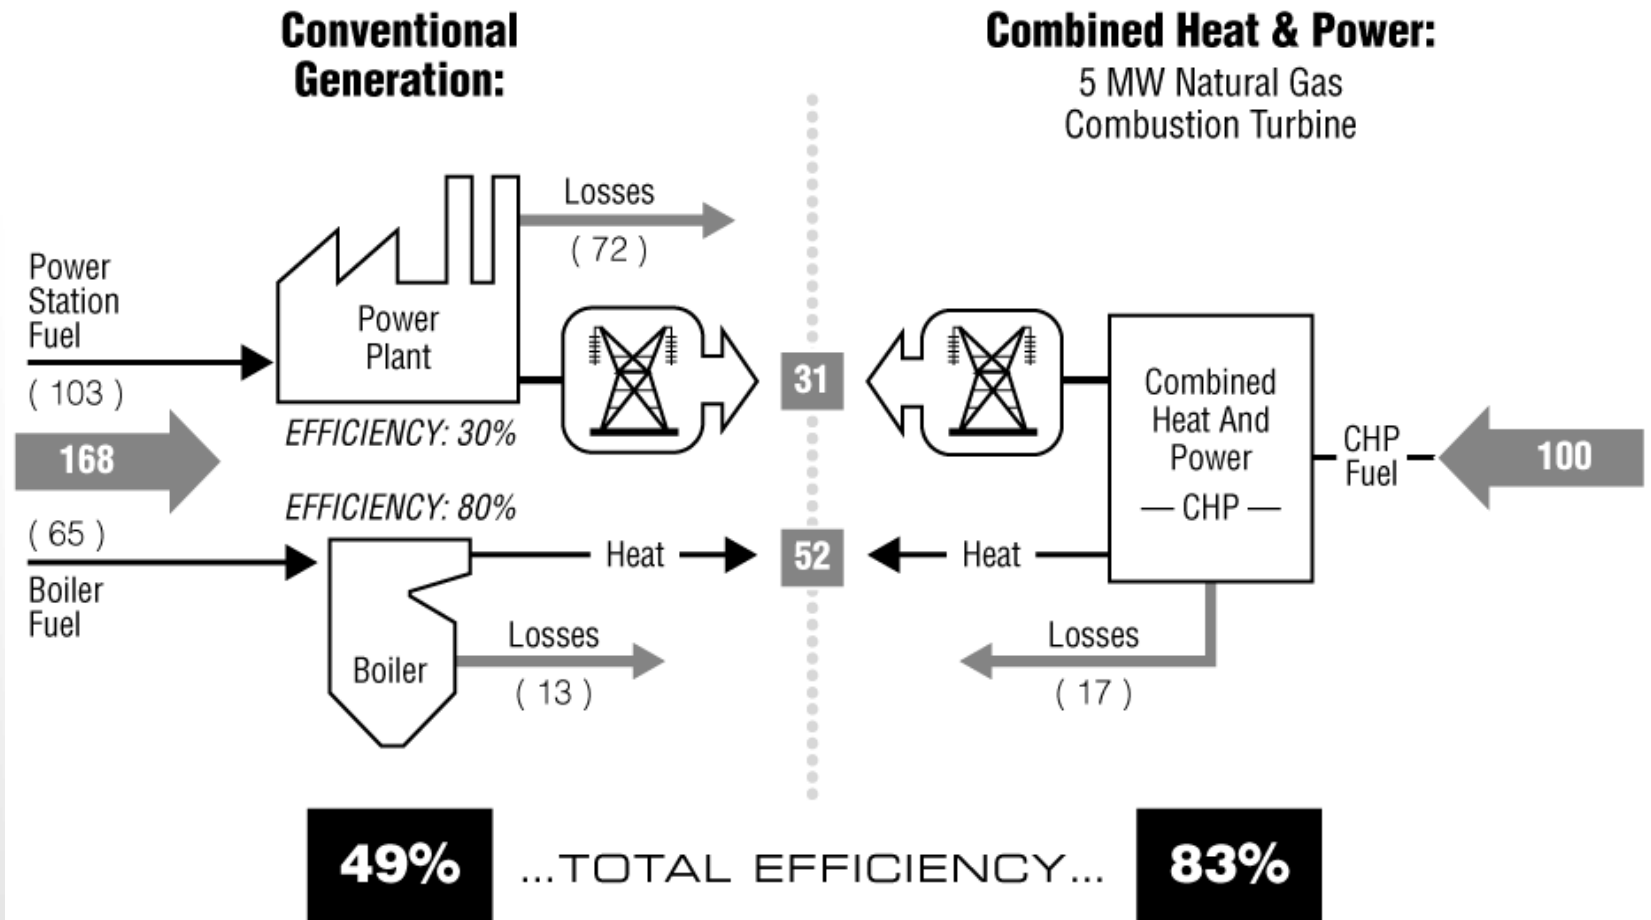 Conventional
Generation:
Combined Heat & Power:
5 MW Natural Gas
Combustion Turbine
Losses
( 72 )
Power
Station
Fuel
( 103 )
Power
Plant
EFFICIENCY: 30%
168
EFFICIENCY: 80%
( 65 )
Boiler
Fuel
Heat
Boiler
Losses
( 13 )
31
52
Combined
Heat And
Power
— CHP —
CHP
Fuel
100
Heat
Losses
( 17 )
49%
...TOTAL EFFICIENCY...
83%